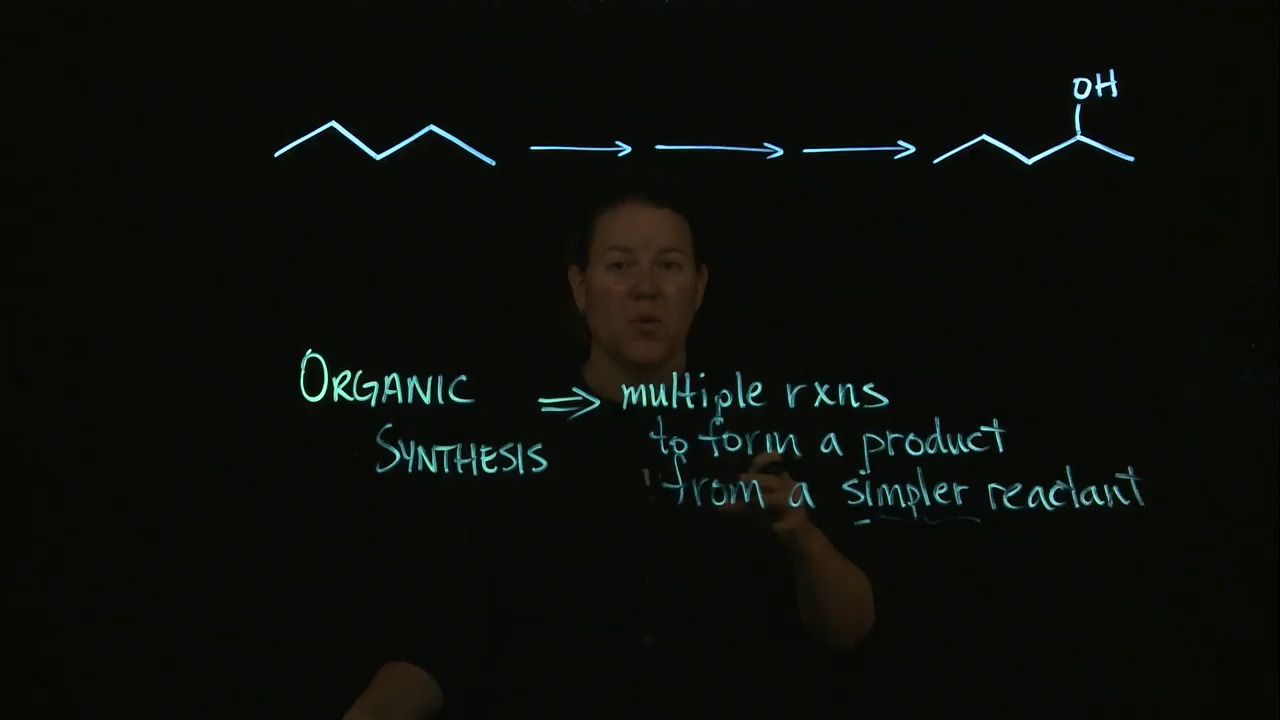 OH
ORGANIC
SYNTHESIS
⇒ multiple rxns
to form a product
from a simpler reactant